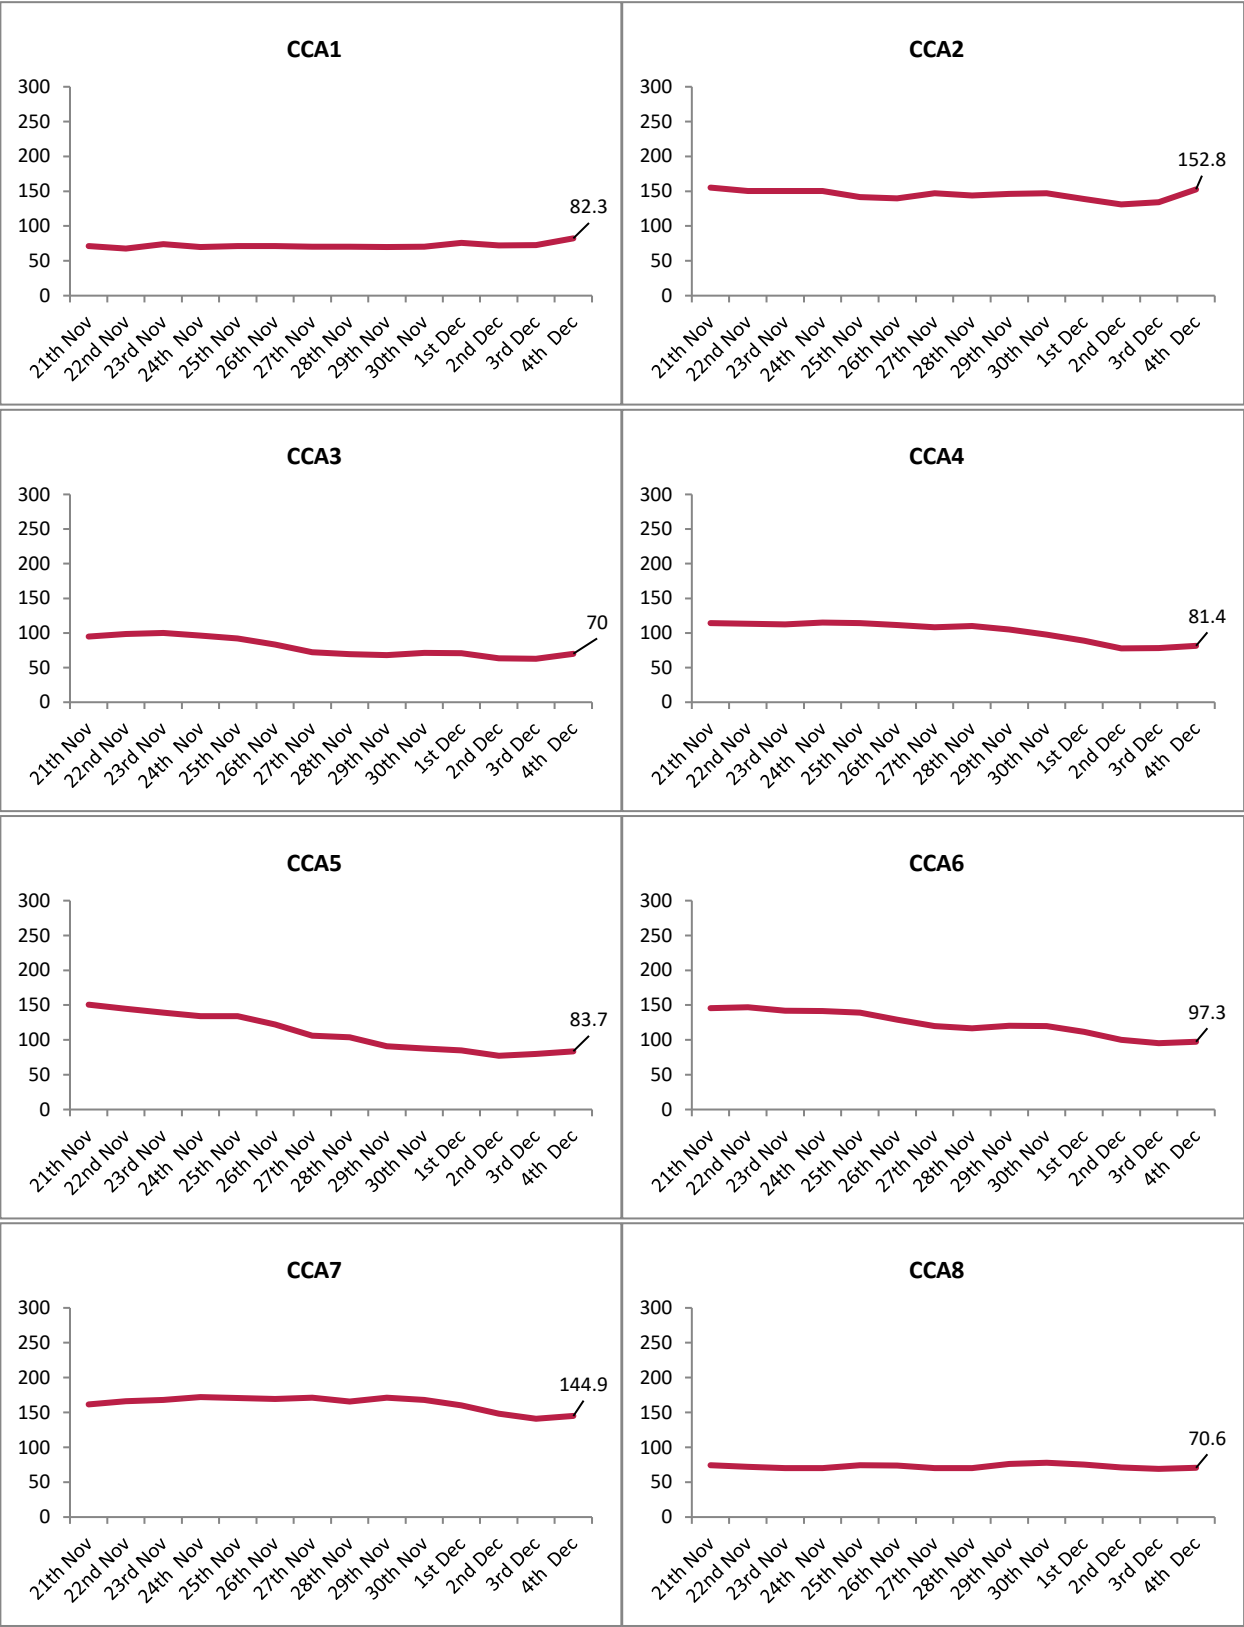 CCA1
300
250
200
150
100
50
0
82.3
21th Nov
22nd Nov
23rd Nov
24th  Nov
25th Nov
26th Nov
27th Nov
28th Nov
29th Nov
30th Nov
1st Dec
2nd Dec
3rd Dec
4th  Dec
CCA2
300
250
200
150
100
50
0
152.8
21th Nov
22nd Nov
23rd Nov
24th  Nov
25th Nov
26th Nov
27th Nov
28th Nov
29th Nov
30th Nov
1st Dec
2nd Dec
3rd Dec
4th  Dec
CCA3
300
250
200
150
100
50
0
70
21th Nov
22nd Nov
23rd Nov
24th  Nov
25th Nov
26th Nov
27th Nov
28th Nov
29th Nov
30th Nov
1st Dec
2nd Dec
3rd Dec
4th  Dec
CCA4
300
250
200
150
100
50
0
81.4
21th Nov
22nd Nov
23rd Nov
24th  Nov
25th Nov
26th Nov
27th Nov
28th Nov
29th Nov
30th Nov
1st Dec
2nd Dec
3rd Dec
4th  Dec
CCA5
300
250
200
150
100
50
0
83.7
21th Nov
22nd Nov
23rd Nov
24th  Nov
25th Nov
26th Nov
27th Nov
28th Nov
29th Nov
30th Nov
1st Dec
2nd Dec
3rd Dec
4th  Dec
CCA6
300
250
200
150
100
50
0
97.3
21th Nov
22nd Nov
23rd Nov
24th  Nov
25th Nov
26th Nov
27th Nov
28th Nov
29th Nov
30th Nov
1st Dec
2nd Dec
3rd Dec
4th  Dec
CCA7
300
250
200
150
100
50
0
144.9
21th Nov
22nd Nov
23rd Nov
24th  Nov
25th Nov
26th Nov
27th Nov
28th Nov
29th Nov
30th Nov
1st Dec
2nd Dec
3rd Dec
4th  Dec
CCA8
300
250
200
150
100
50
0
70.6
21th Nov
22nd Nov
23rd Nov
24th  Nov
25th Nov
26th Nov
27th Nov
28th Nov
29th Nov
30th Nov
1st Dec
2nd Dec
3rd Dec
4th  Dec